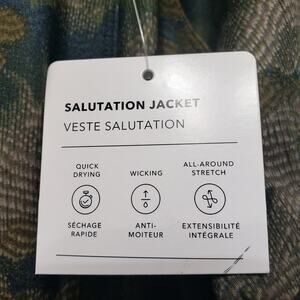 SALUTATION JACKET
VESTE SALUTATION
QUICK
DRYING
WICKING
ALL-AROUND
STRETCH
SÉCHAGE
RAPIDE
ANTI-
MOITEUR
EXTENSIBILITÉ
INTÉGRALE